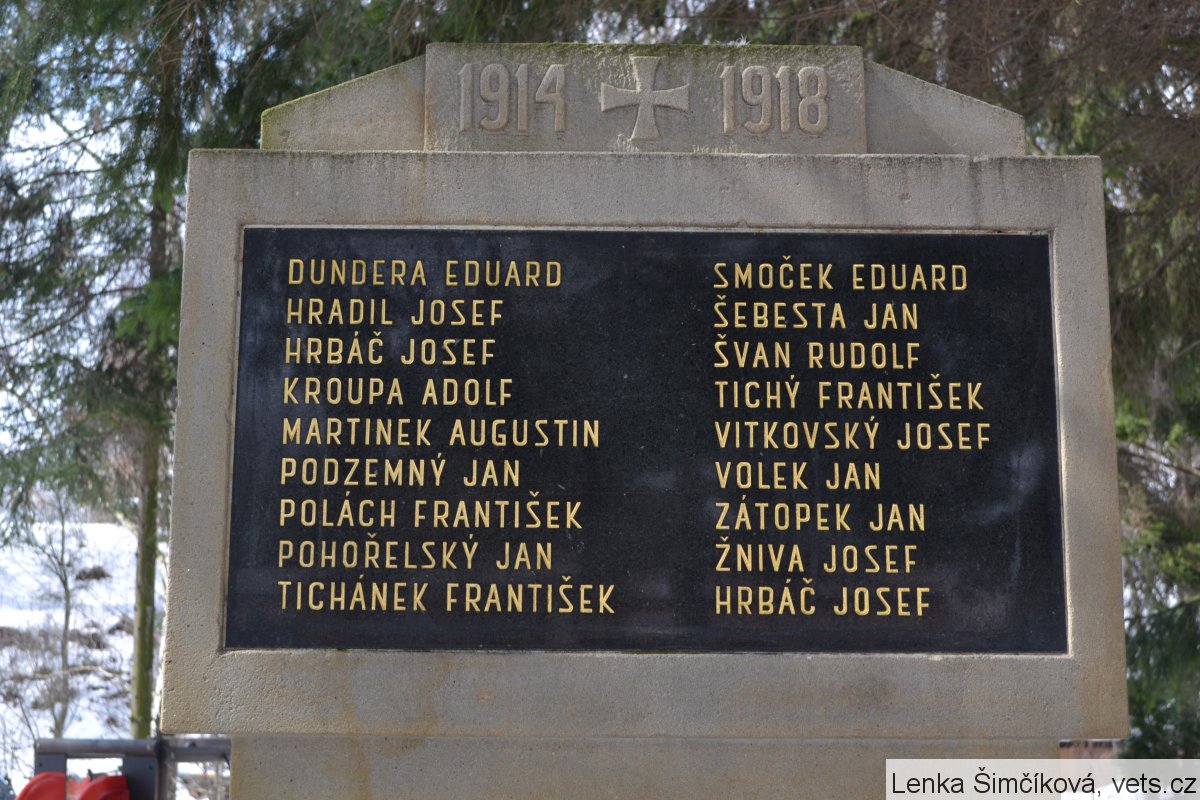 1914 1918
DUNDERA EDUARD
HRADIL JOSEF
HRBÁČ JOSEF
KROUPA ADOLF
MARTINEK AUGUSTIN
PODZEMNÝ JAN
POLÁCH FRANTIŠEK
POHOŘELSKÝ JAN
TICHÁNEK FRANTIŠEK
SMOČEK EDUARD
ŠEBESTA JAN
ŠVAN RUDOLF
TICHÝ FRANTIŠEK
VITKOVSKÝ JOSEF
VOLEK JAN
ZÁTOPEK JAN
ŽNIVA JOSEF
HRBÁČ JOSEF
Lenka Šimčíková, vets.cz